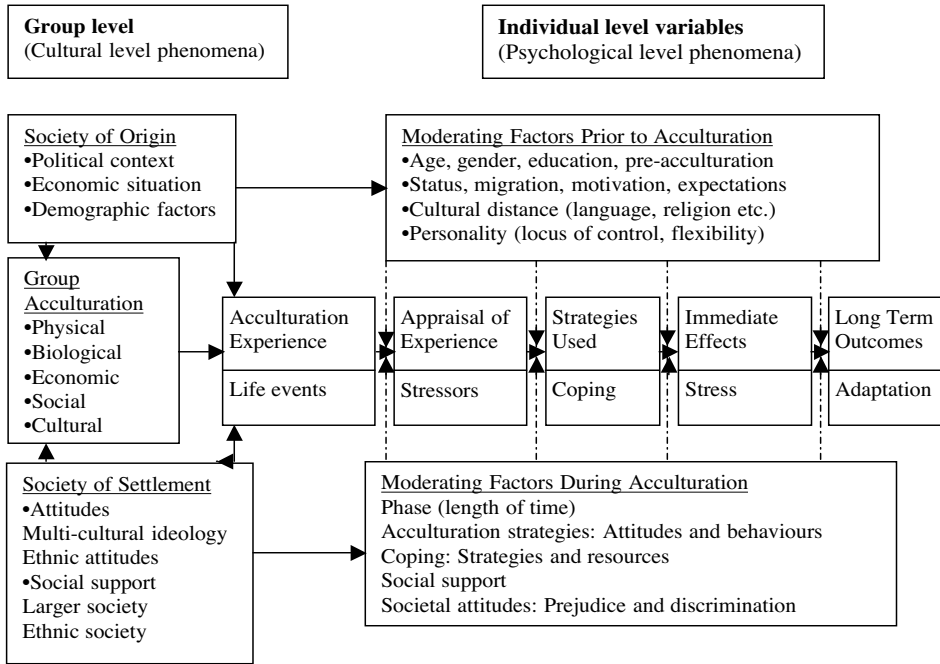 Group level
(Cultural level phenomena)
Individual level variables
(Psychological level phenomena)
Society of Origin
•Political context
•Economic situation
•Demographic factors
Moderating Factors Prior to Acculturation
•Age, gender, education, pre-acculturation
•Status, migration, motivation, expectations
•Cultural distance (language, religion etc.)
•Personality (locus of control, flexibility)
Group
Acculturation
•Physical
•Biological
•Economic
•Social
•Cultural
Acculturation
Experience
Life events
Appraisal of
Experience
Stressors
Strategies
Used
Coping
Immediate
Effects
Stress
Long Term
Outcomes
Adaptation
Society of Settlement
•Attitudes
Multi-cultural ideology
Ethnic attitudes
•Social support
Larger society
Ethnic society
Moderating Factors During Acculturation
Phase (length of time)
Acculturation strategies: Attitudes and behaviours
Coping: Strategies and resources
Social support
Societal attitudes: Prejudice and discrimination